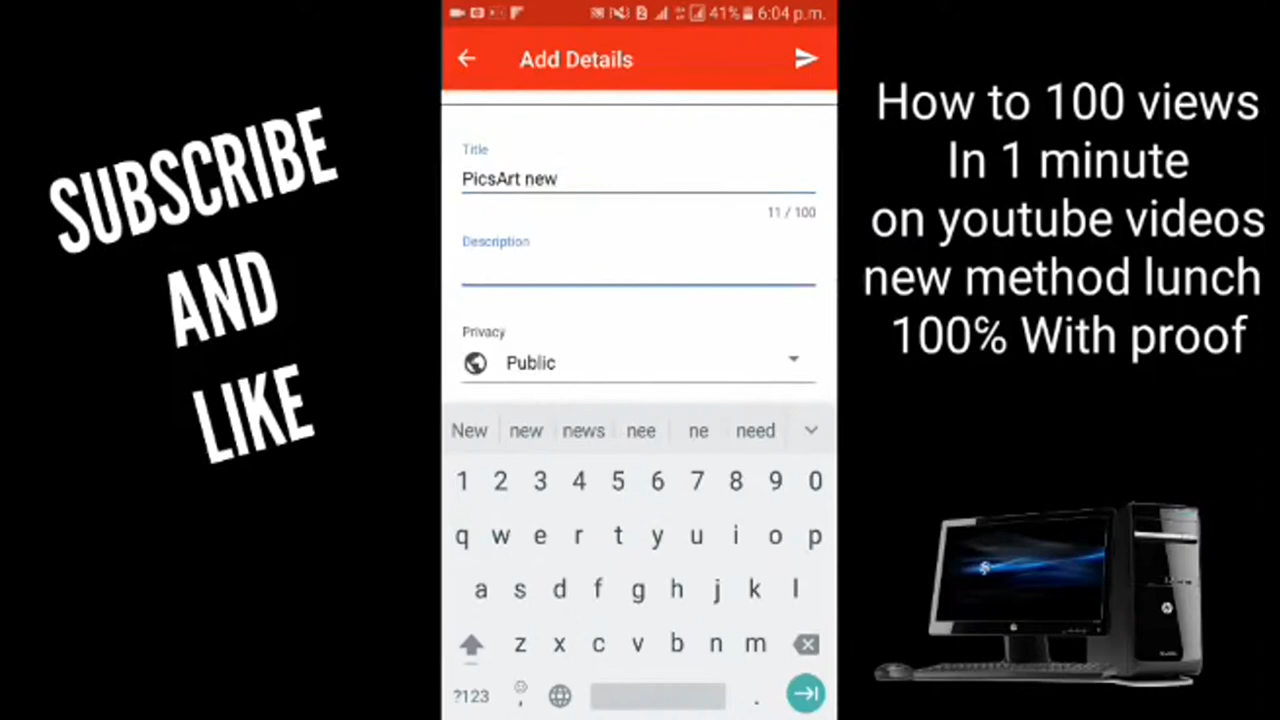 SUBSCRIBE
AND
LIKE
41% 6:04 p.m.
Add Details
Title
PicsArt new
11 / 100
Description
Privacy
Public
New new news nee ne need
1 2 3 4 5 6 7 8 9 0
q w e r t y u i o p
a s d f g h j k l
z x c v b n m
?123 , .
How to 100 views
In 1 minute
on youtube videos
new method lunch
100℅ With proof